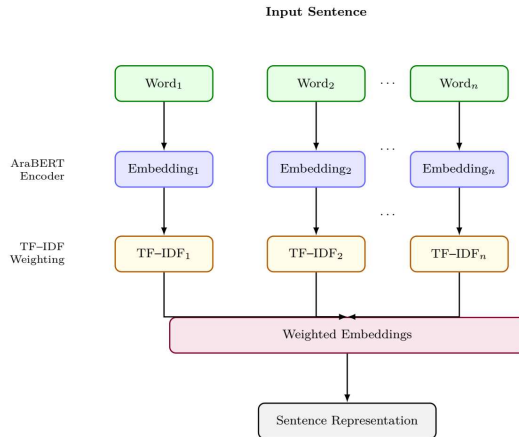 Input Sentence
Word₁ Word₂ ... Wordₙ
AraBERT
Encoder
Embedding₁ Embedding₂ ... Embeddingₙ
TF–IDF
Weighting
TF–IDF₁ TF–IDF₂ ... TF–IDFₙ
Weighted Embeddings
Sentence Representation